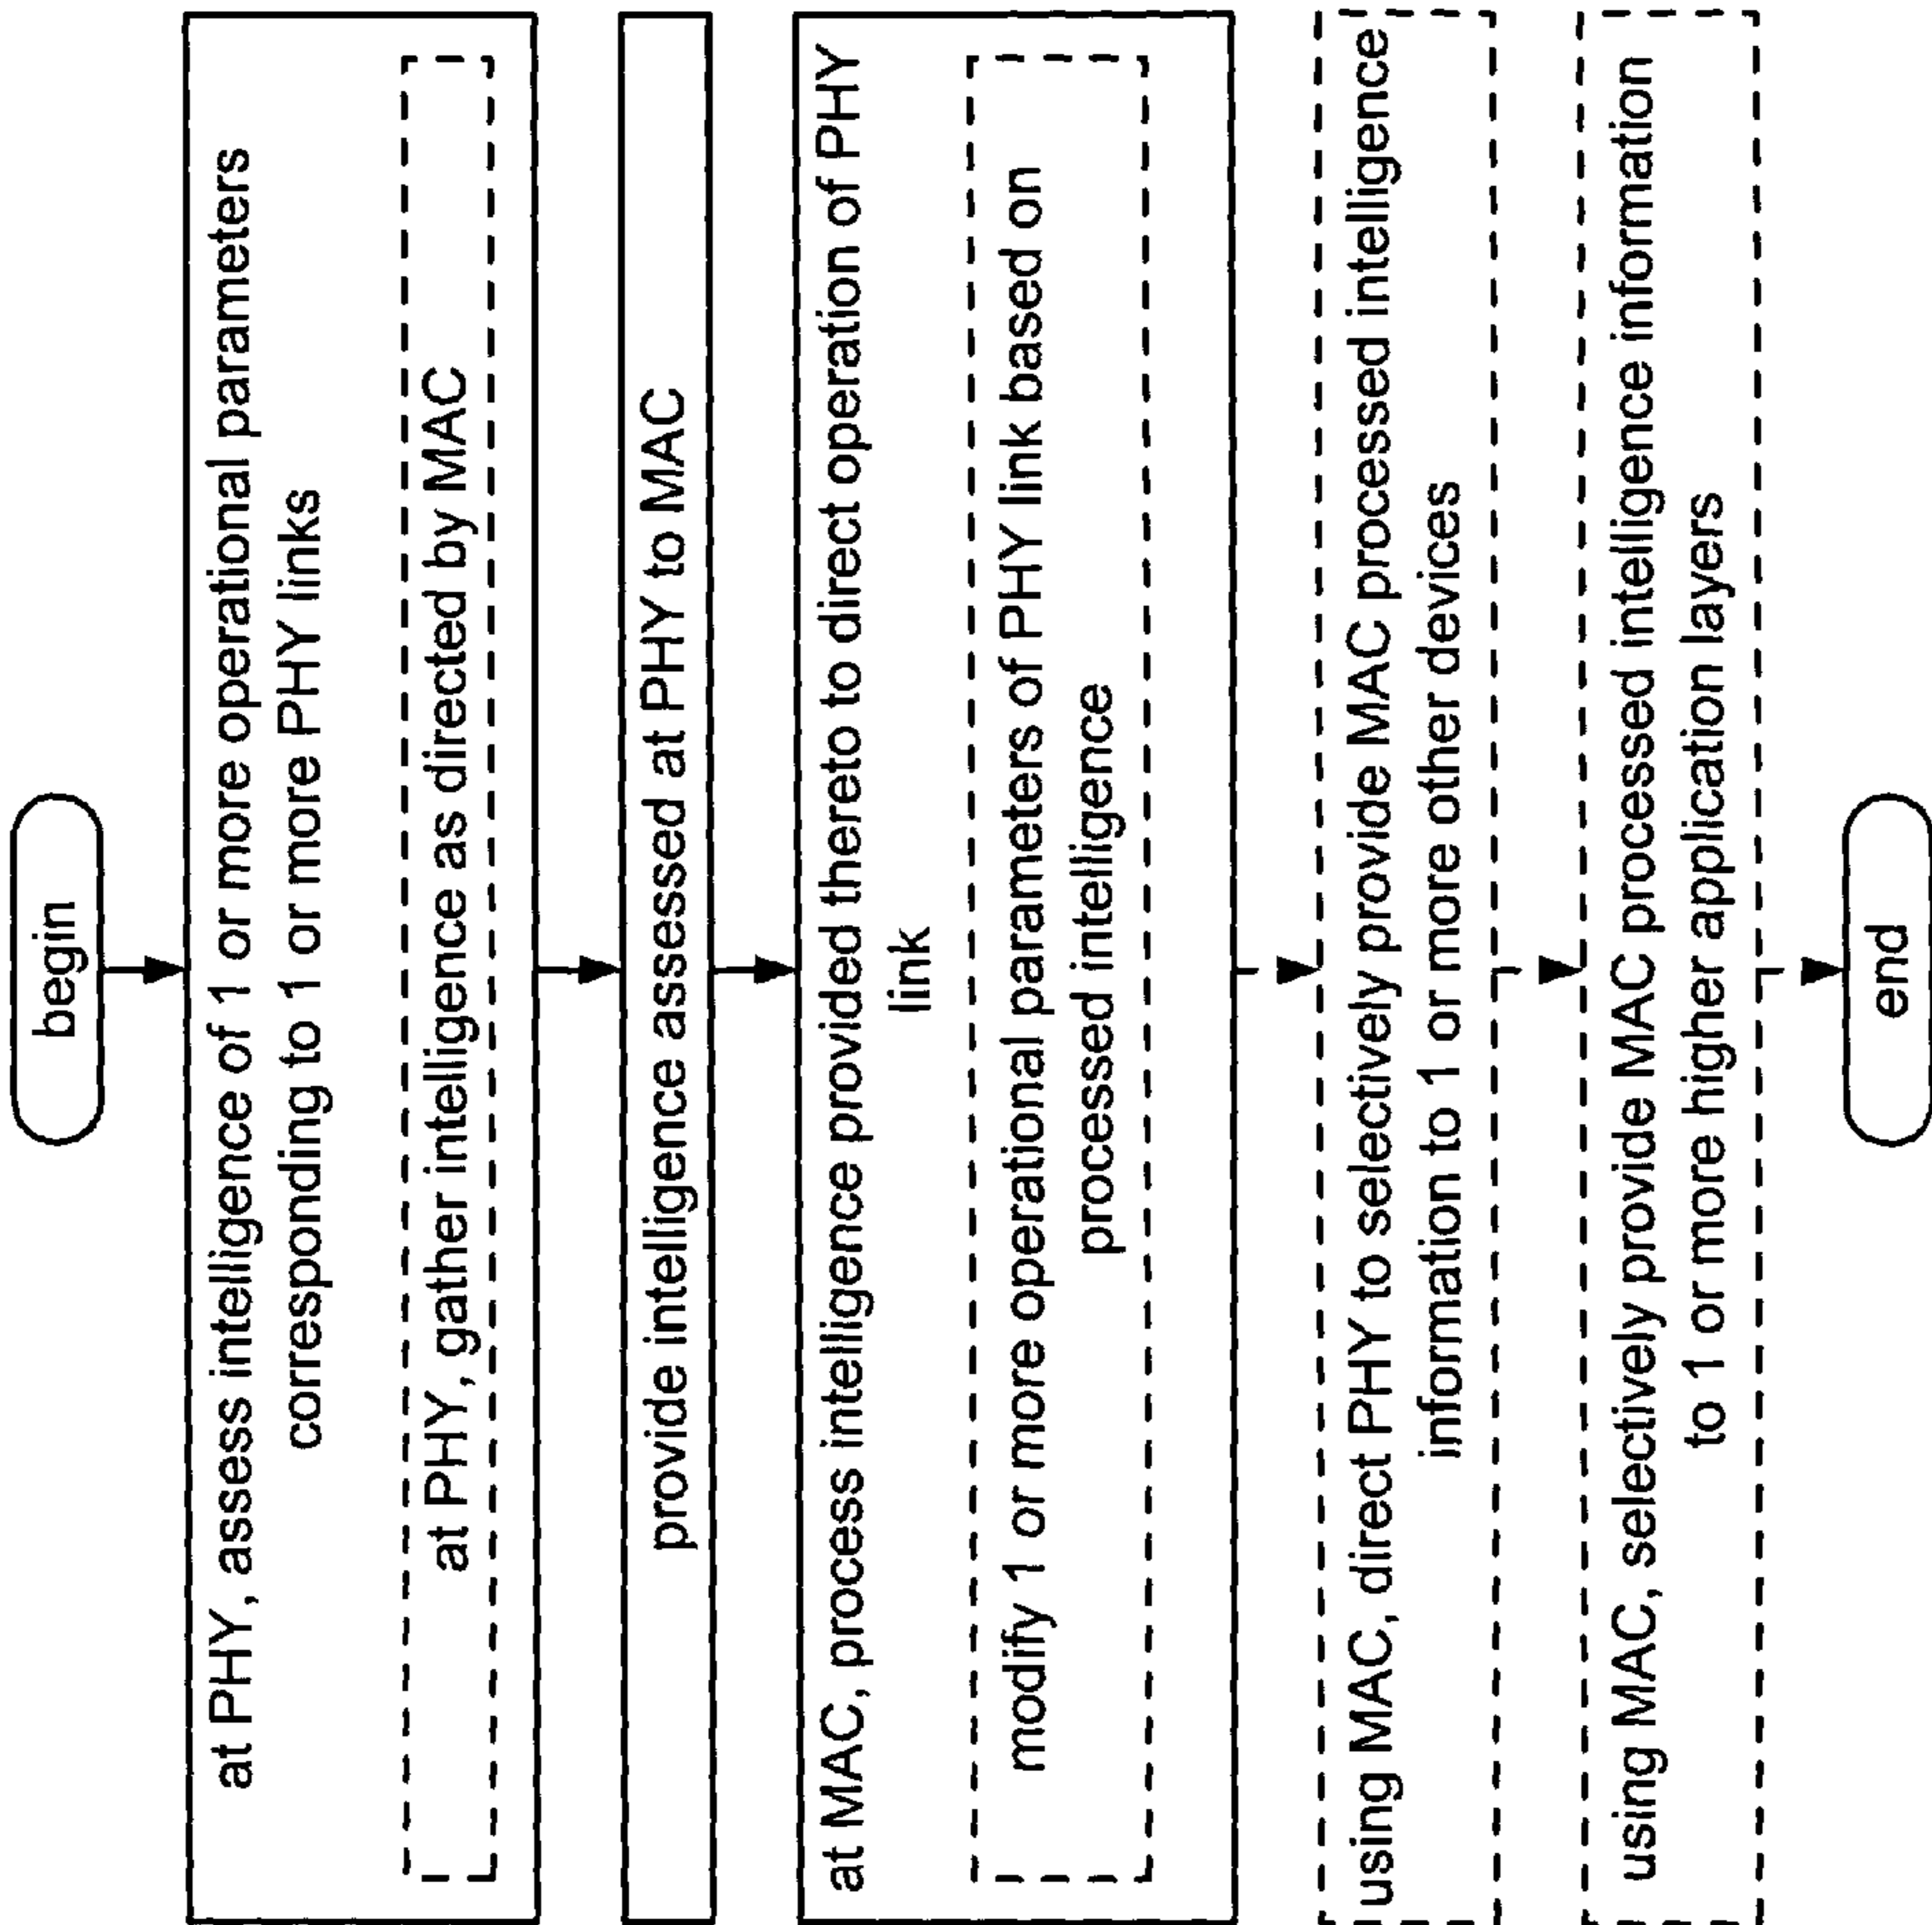 begin
at PHY, assess intelligence of 1 or more operational parameters
corresponding to 1 or more PHY links
at PHY, gather intelligence as directed by MAC
provide intelligence assessed at PHY to MAC
at MAC, process intelligence provided thereto to direct operation of PHY
link
modify 1 or more operational parameters of PHY link based on
processed intelligence
using MAC, direct PHY to selectively provide MAC processed intelligence
information to 1 or more other devices
using MAC, selectively provide MAC processed intelligence information
to 1 or more higher application layers
end